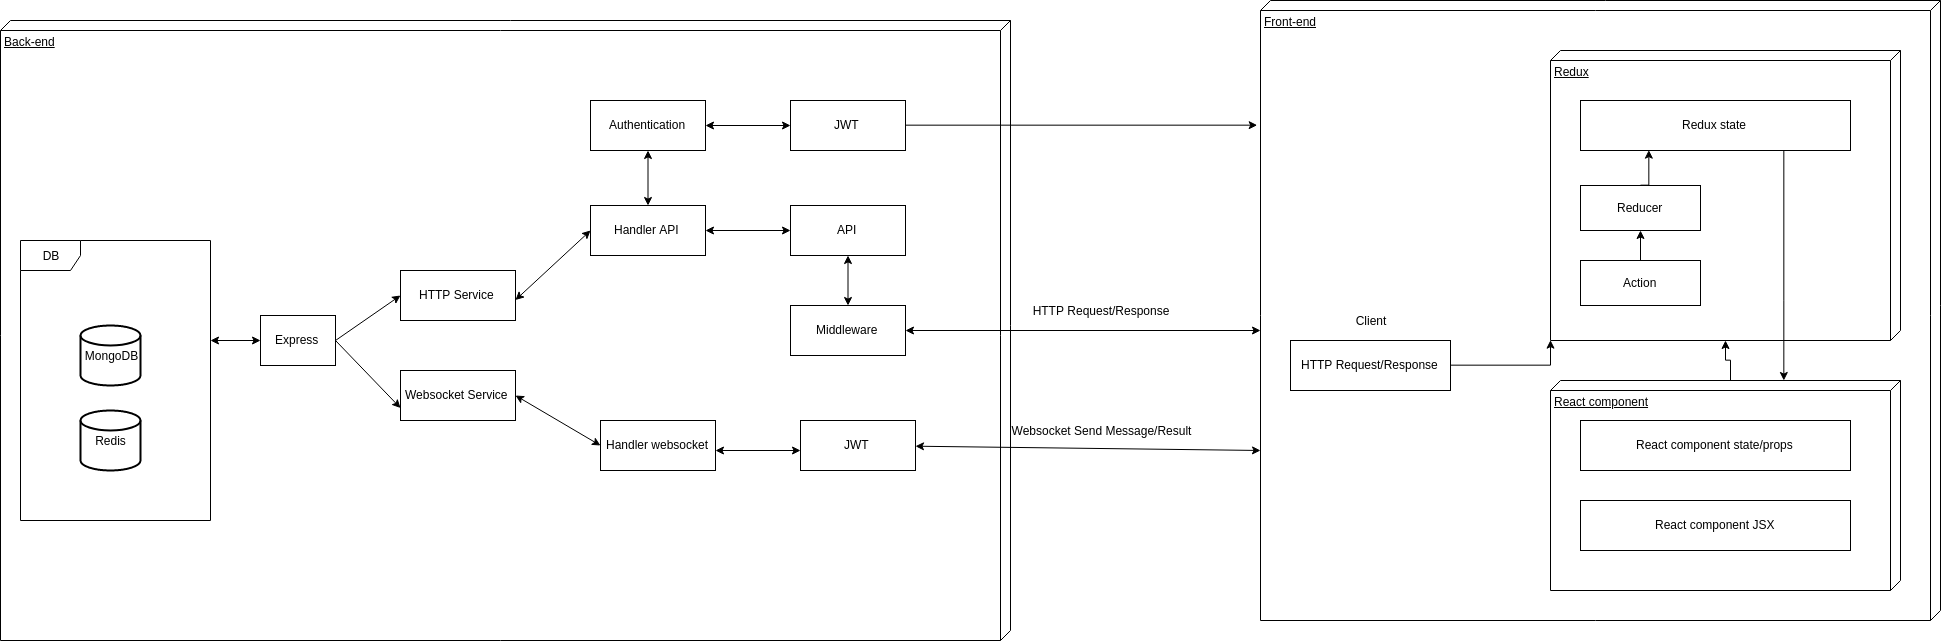 Back-end
DB
MongoDB
Redis
Express
HTTP Service
Websocket Service
Authentication
JWT
Handler API
API
Middleware
Handler websocket
JWT
HTTP Request/Response
Websocket Send Message/Result
Front-end
Client
HTTP Request/Response
Redux
Redux state
Reducer
Action
React component
React component state/props
React component JSX